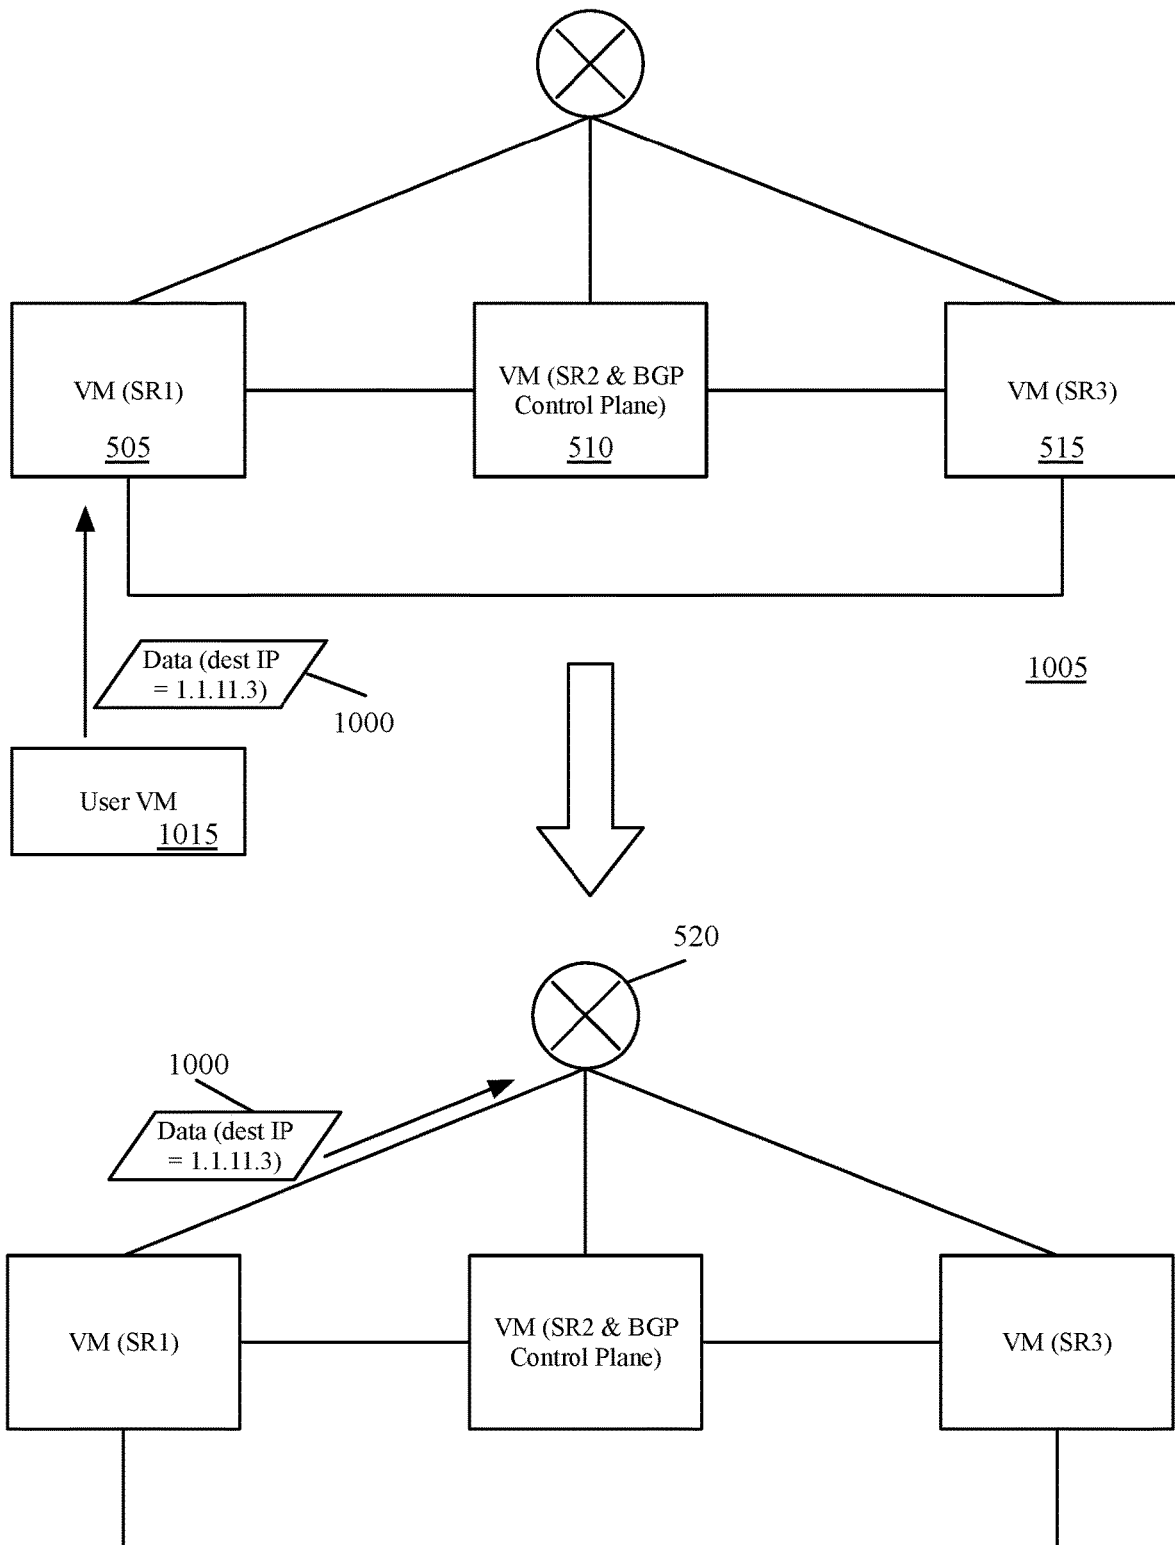 VM (SR1)
505
VM (SR2 & BGP
Control Plane)
510
VM (SR3)
515
Data (dest IP
= 1.1.11.3)
1000
1005
User VM
1015
520
1000
Data (dest IP
= 1.1.11.3)
VM (SR1)
VM (SR2 & BGP
Control Plane)
VM (SR3)